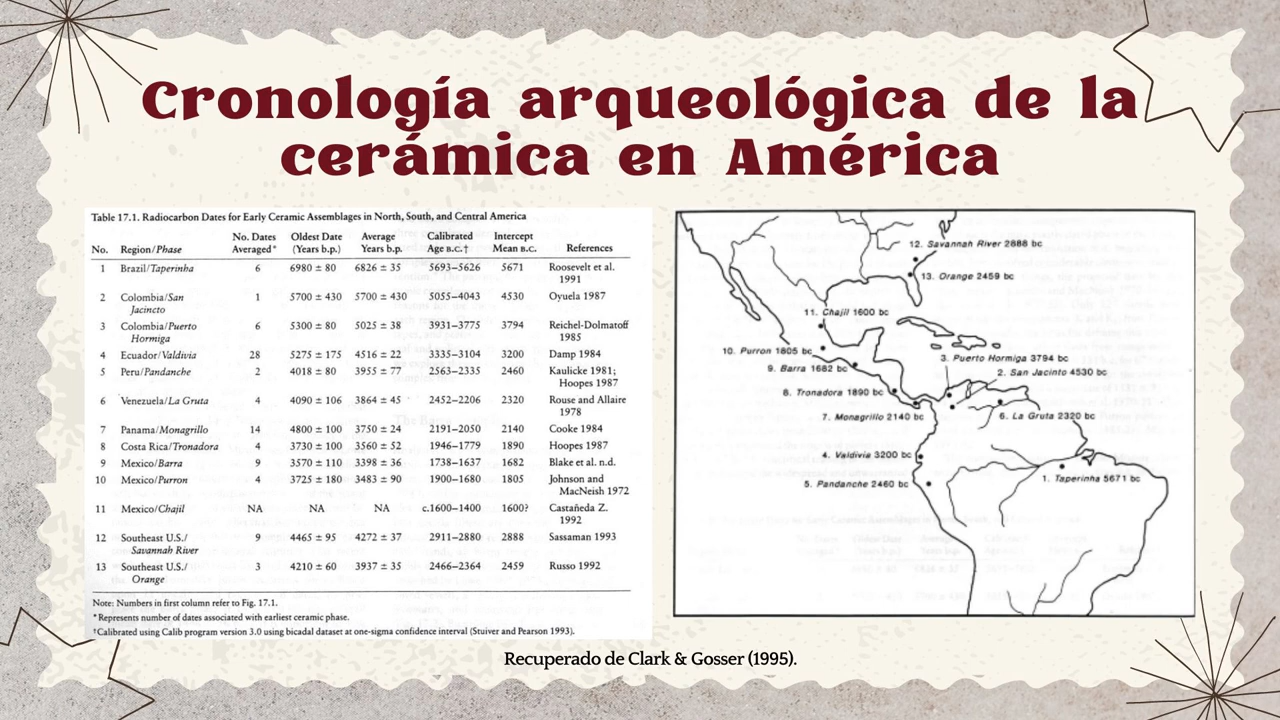 Cronología arqueológica de la
cerámica en América
Table 17.1. Radiocarbon Dates for Early Ceramic Assemblages in North, South, and Central America
No. Region/Phase No. Dates Averaged* Oldest Date (Years b.p.) Average Years b.p. Calibrated Age B.C.† Intercept Mean B.C. References
1 Brazil/Taperinha 6 6980 ± 80 6826 ± 35 5693–5626 5671 Roosevelt et al. 1991
2 Colombia/San Jacincto 1 5700 ± 430 5700 ± 430 5055–4043 4530 Oyuela 1987
3 Colombia/Puerto Hormiga 6 5300 ± 80 5025 ± 38 3931–3775 3794 Reichel-Dolmatoff 1985
4 Ecuador/Valdivia 28 5275 ± 175 4516 ± 22 3335–3104 3200 Damp 1984
5 Peru/Pandanche 2 4018 ± 80 3955 ± 77 2563–2335 2460 Kaulicke 1981; Hoopes 1987
6 Venezuela/La Gruta 4 4090 ± 106 3864 ± 45 2452–2206 2320 Rouse and Allaire 1978
7 Panama/Monagrillo 14 4800 ± 100 3750 ± 24 2191–2050 2140 Cooke 1984
8 Costa Rica/Tronadora 4 3730 ± 100 3560 ± 52 1946–1779 1890 Hoopes 1987
9 Mexico/Barra 9 3570 ± 110 3398 ± 36 1738–1637 1682 Blake et al. n.d.
10 Mexico/Purron 4 3725 ± 180 3483 ± 90 1900–1680 1805 Johnson and MacNeish 1972
11 Mexico/Chajil NA NA NA c.1600–1400 1600? Castañeda Z. 1992
12 Southeast U.S./Savannah River 9 4465 ± 95 4272 ± 37 2911–2880 2888 Sassaman 1993
13 Southeast U.S./Orange 3 4210 ± 60 3937 ± 35 2466–2364 2459 Russo 1992
Note: Numbers in first column refer to Fig. 17.1.
*Represents number of dates associated with earliest ceramic phase.
†Calibrated using Calib program version 3.0 using bicadal dataset at one-sigma confidence interval (Stuiver and Pearson 1993).
12. Savannah River 2888 bc
13. Orange 2459 bc
11. Chajil 1600 bc
10. Purron 1805 bc
3. Puerto Hormiga 3794 bc
9. Barra 1682 bc
2. San Jacinto 4530 bc
8. Tronadora 1890 bc
7. Monagrillo 2140 bc
6. La Gruta 2320 bc
4. Valdivia 3200 bc
1. Taperinha 5671 bc
5. Pandanche 2460 bc
Recuperado de Clark & Gosser (1995).